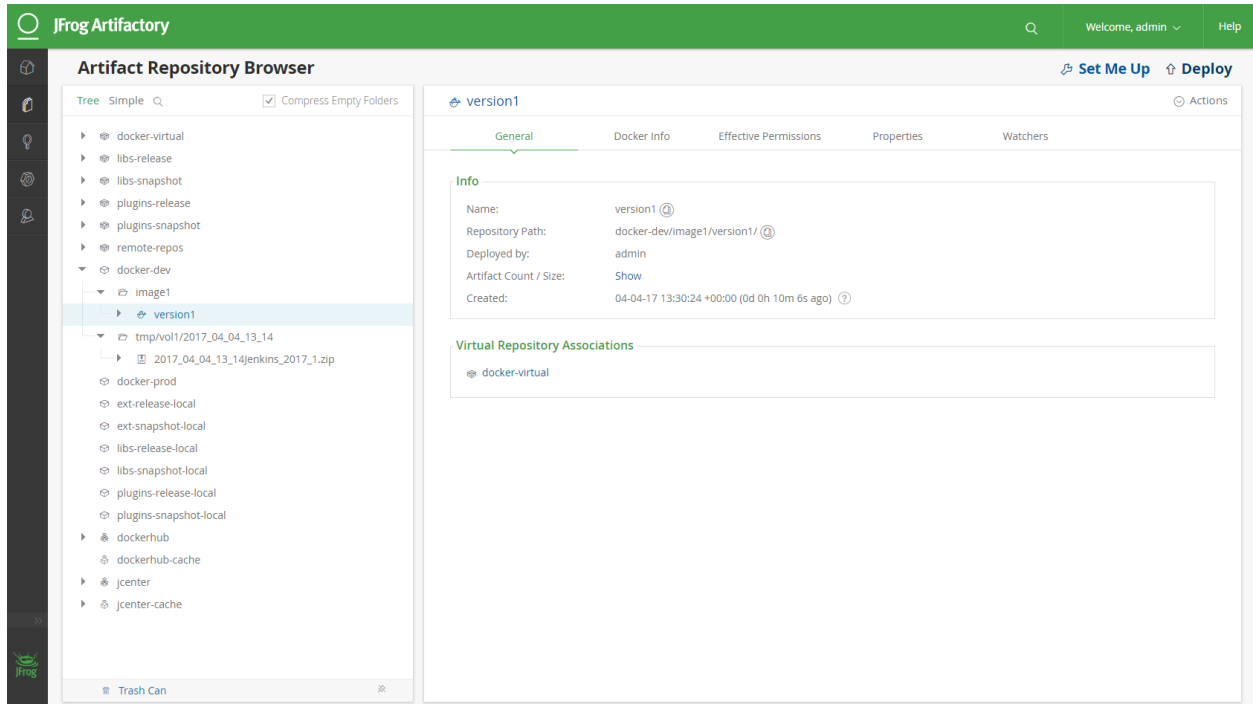 JFrog Artifactory
Welcome, admin
Help
Artifact Repository Browser
Set Me Up
Deploy
Tree Simple
Compress Empty Folders
docker-virtual
libs-release
libs-snapshot
plugins-release
plugins-snapshot
remote-repos
docker-dev
image1
version1
tmp/vol1/2017_04_04_13_14
2017_04_04_13_14Jenkins_2017_1.zip
docker-prod
ext-release-local
ext-snapshot-local
libs-release-local
libs-snapshot-local
plugins-release-local
plugins-snapshot-local
dockerhub
dockerhub-cache
jcenter
jcenter-cache
Trash Can
JFrog
version1
Actions
General Docker Info Effective Permissions Properties Watchers
Info
Name: version1
Repository Path: docker-dev/image1/version1/
Deployed by: admin
Artifact Count / Size: Show
Created: 04-04-17 13:30:24 +00:00 (0d 0h 10m 6s ago) ?
Virtual Repository Associations
docker-virtual